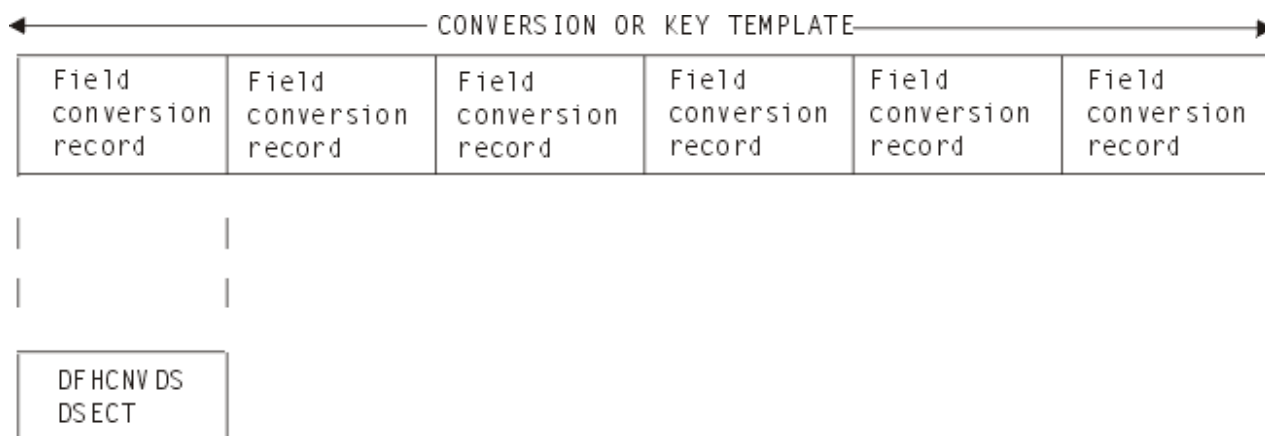 CONVERSION OR KEY TEMPLATE
Field
conversion
record
Field
conversion
record
Field
conversion
record
Field
conversion
record
Field
conversion
record
Field
conversion
record
DFHCNVDS
DSECT